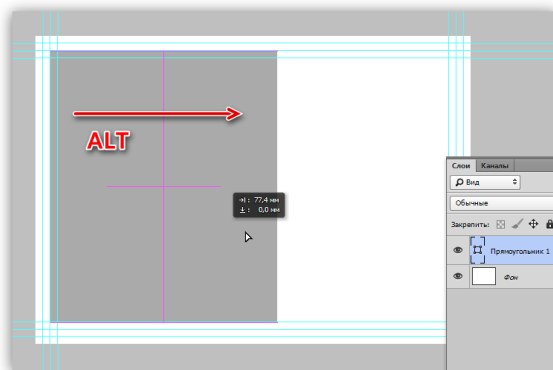 ALT
→|: 77,4 мм
↓: 0,0 мм
Слои Каналы
Вид
Обычные
Закрепить:
Прямоугольник 1
Фон